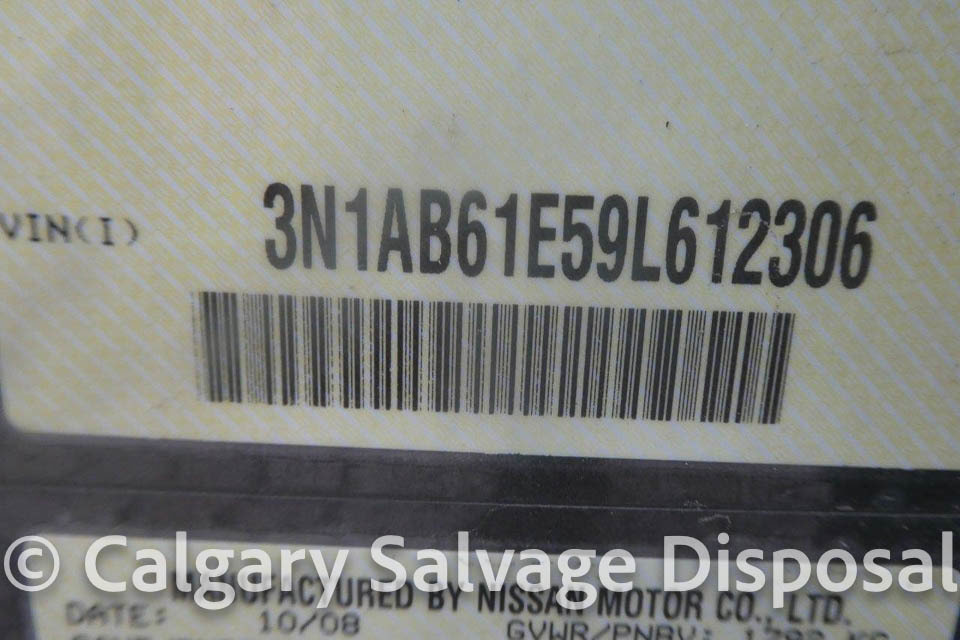 VIN(I) 3N1AB61E59L612306
© Calgary Salvage Disposal
MANUFACTURED BY NISSAN MOTOR CO., LTD.
DATE: 10/08 GVWR/PNBV: